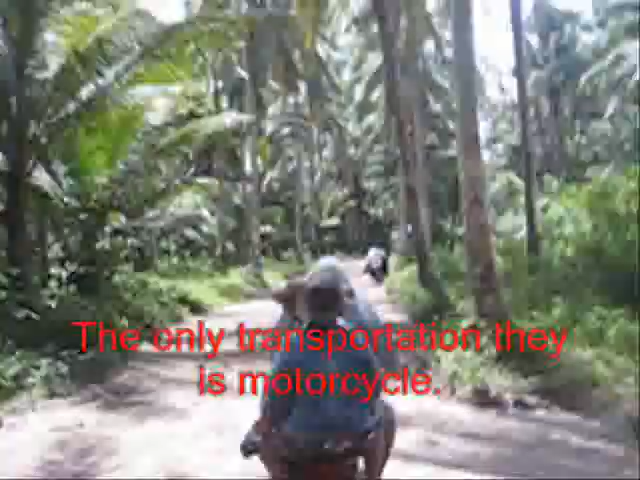 The only transportation they
is motorcycle.